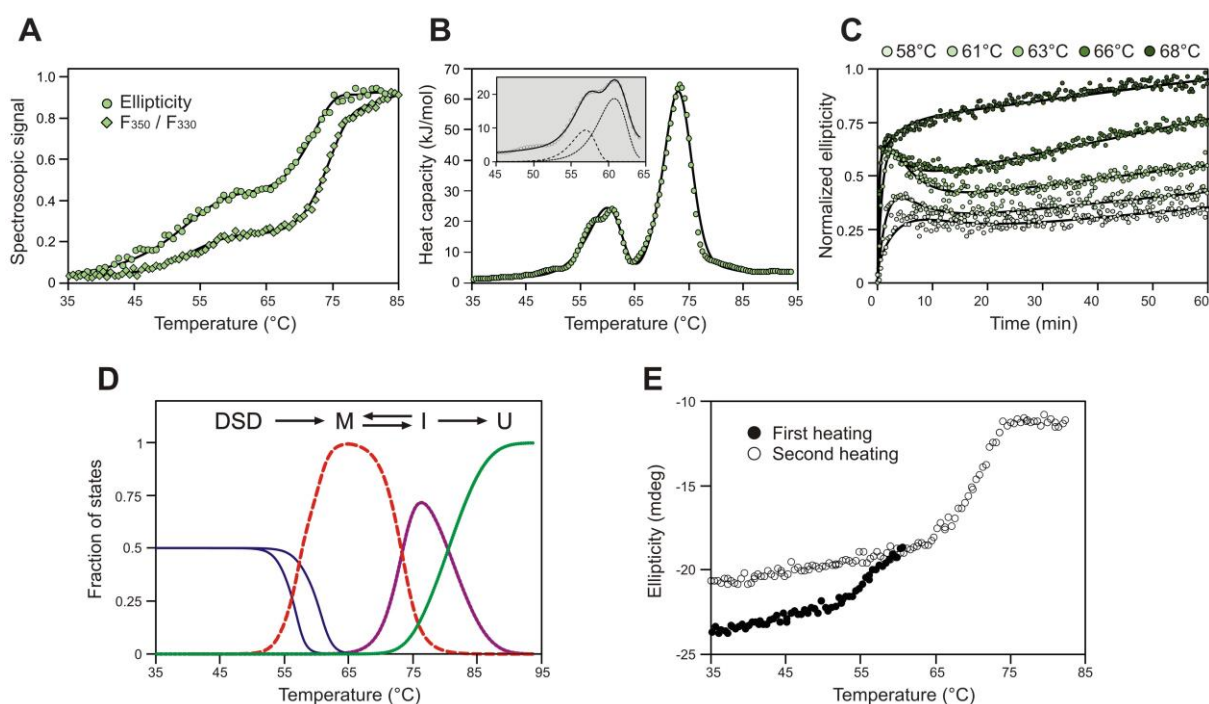 A
Spectroscopic signal
1.0
0.8
0.6
0.4
0.2
0
Ellipticity
F350 / F330
35 45 55 65 75 85
Temperature (°C)
B
Heat capacity (kJ/mol)
70
60
50
40
30
20
10
0
20
10
0
45 50 55 60 65
35 45 55 65 75 85 95
Temperature (°C)
C
58°C 61°C 63°C 66°C 68°C
Normalized ellipticity
1.0
0.75
0.5
0.25
0
0 10 20 30 40 50 60
Time (min)
D
Fraction of states
1
0.75
0.5
0.25
0
DSD M I U
35 45 55 65 75 85 95
Temperature (°C)
E
Ellipticity (mdeg)
-10
-15
-20
-25
First heating
Second heating
35 45 55 65 75 85
Temperature (°C)